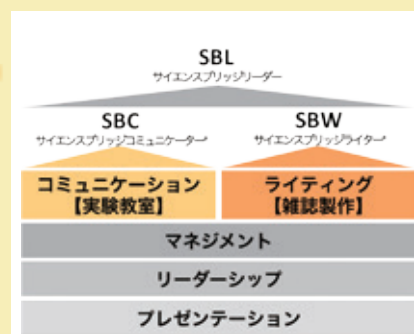 SBL
サイエンスブリッジリーダー
SBC
サイエンスブリッジコミュニケーター
SBW
サイエンスブリッジライター
コミュニケーション
【実験教室】
ライティング
【雑誌製作】
マネジメント
リーダーシップ
プレゼンテーション